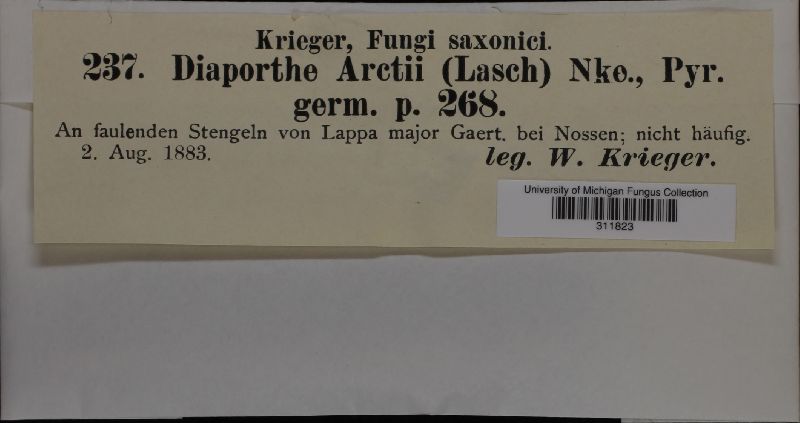 Krieger, Fungi saxonici.
237. Diaporthe Arctii (Lasch) Nke., Pyr.
germ. p. 268.
An faulenden Stengeln von Lappa major Gaert. bei Nossen; nicht häufig.
2. Aug. 1883. leg. W. Krieger.
University of Michigan Fungus Collection
311823